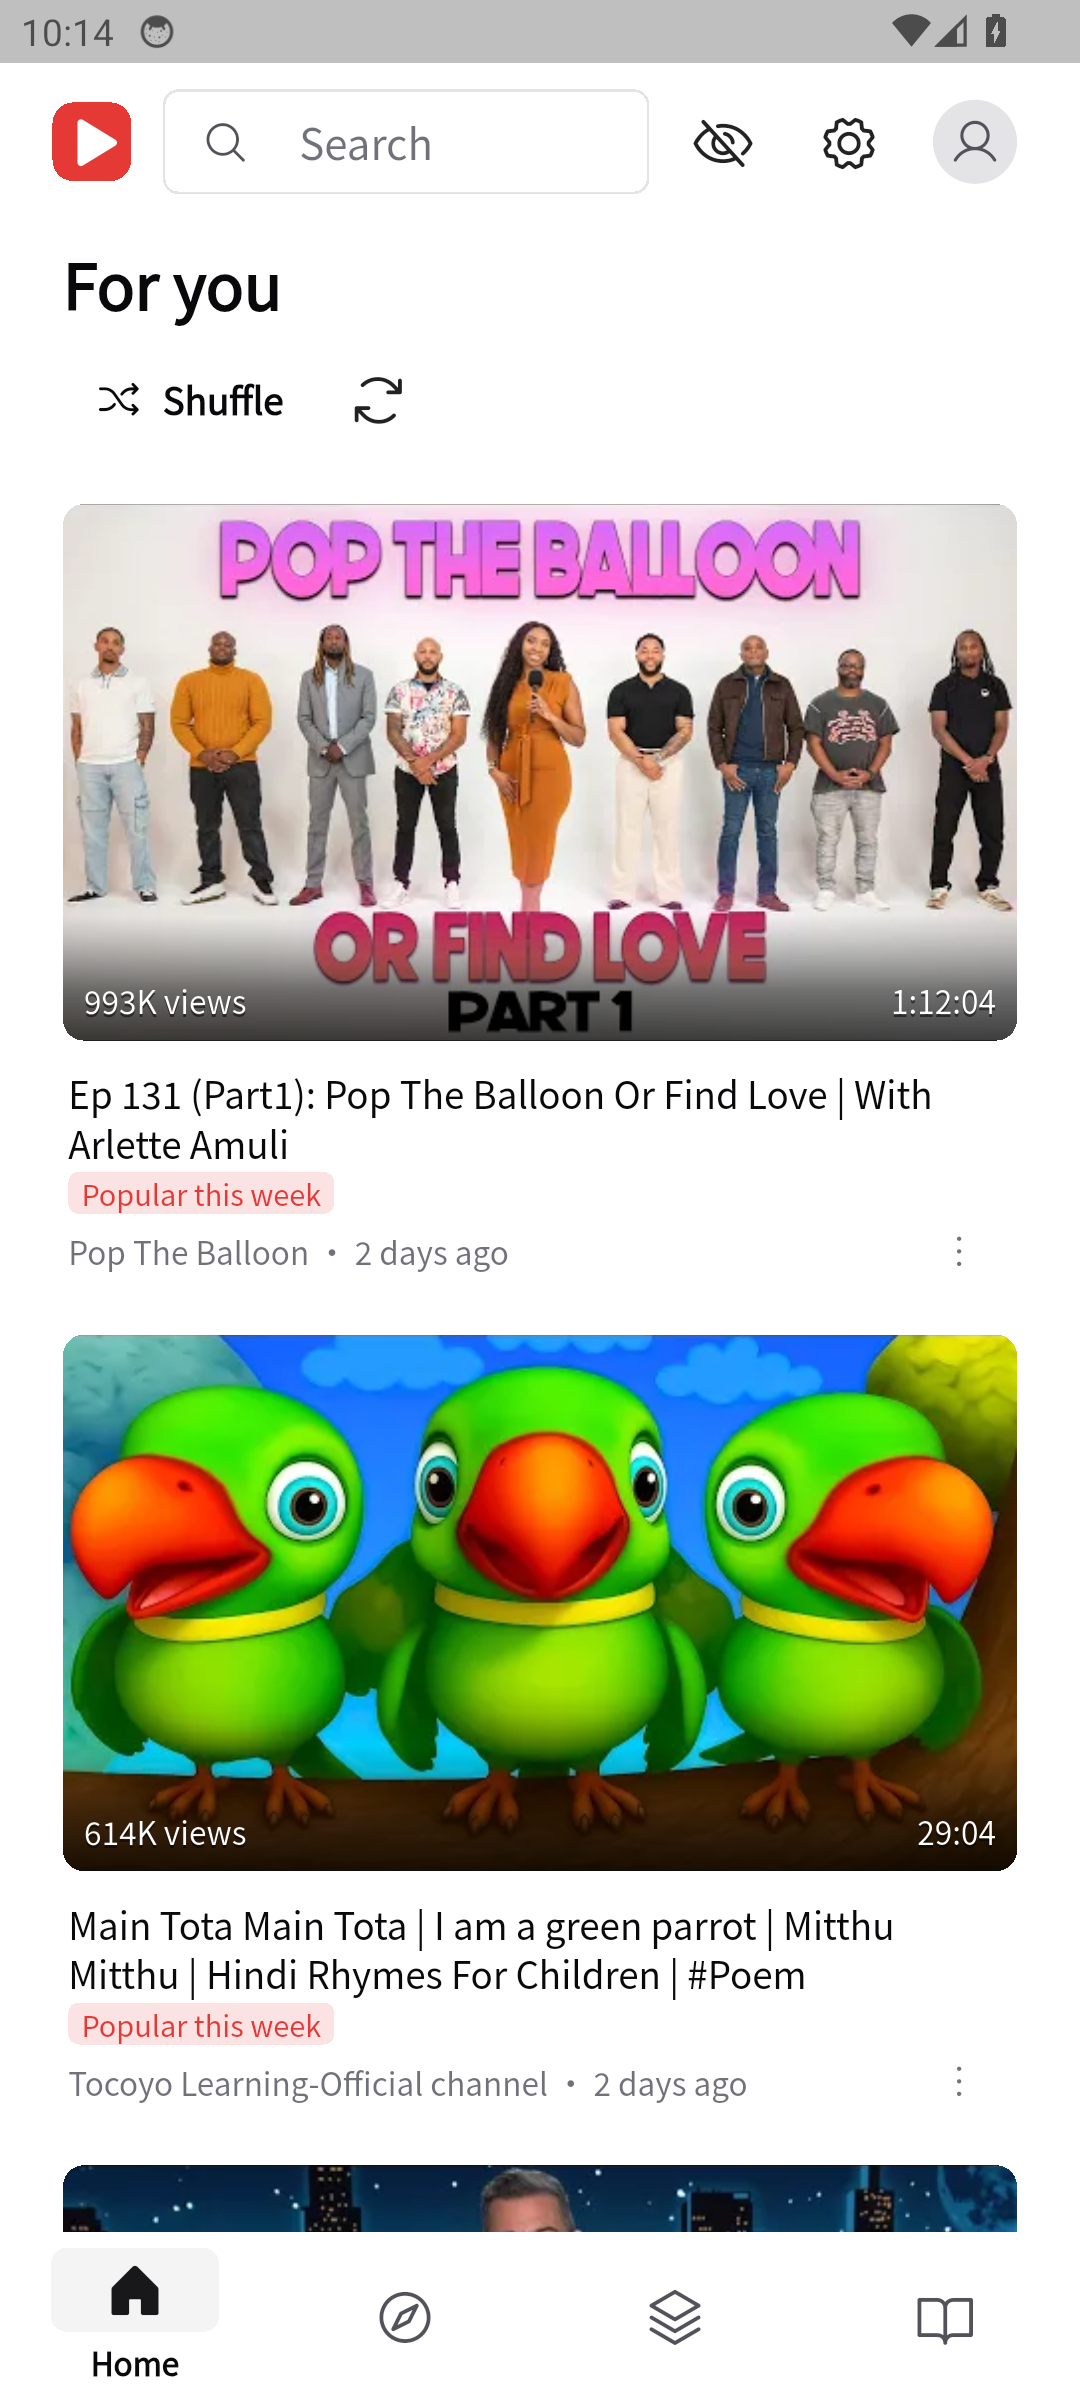 10:14
Search
For you
Shuffle
POP THE BALLOON
OR FIND LOVE
PART 1
993K views
1:12:04
Ep 131 (Part1): Pop The Balloon Or Find Love | With
Arlette Amuli
Popular this week
Pop The Balloon • 2 days ago
614K views
29:04
Main Tota Main Tota | I am a green parrot | Mitthu
Mitthu | Hindi Rhymes For Children | #Poem
Popular this week
Tocoyo Learning-Official channel • 2 days ago
Home